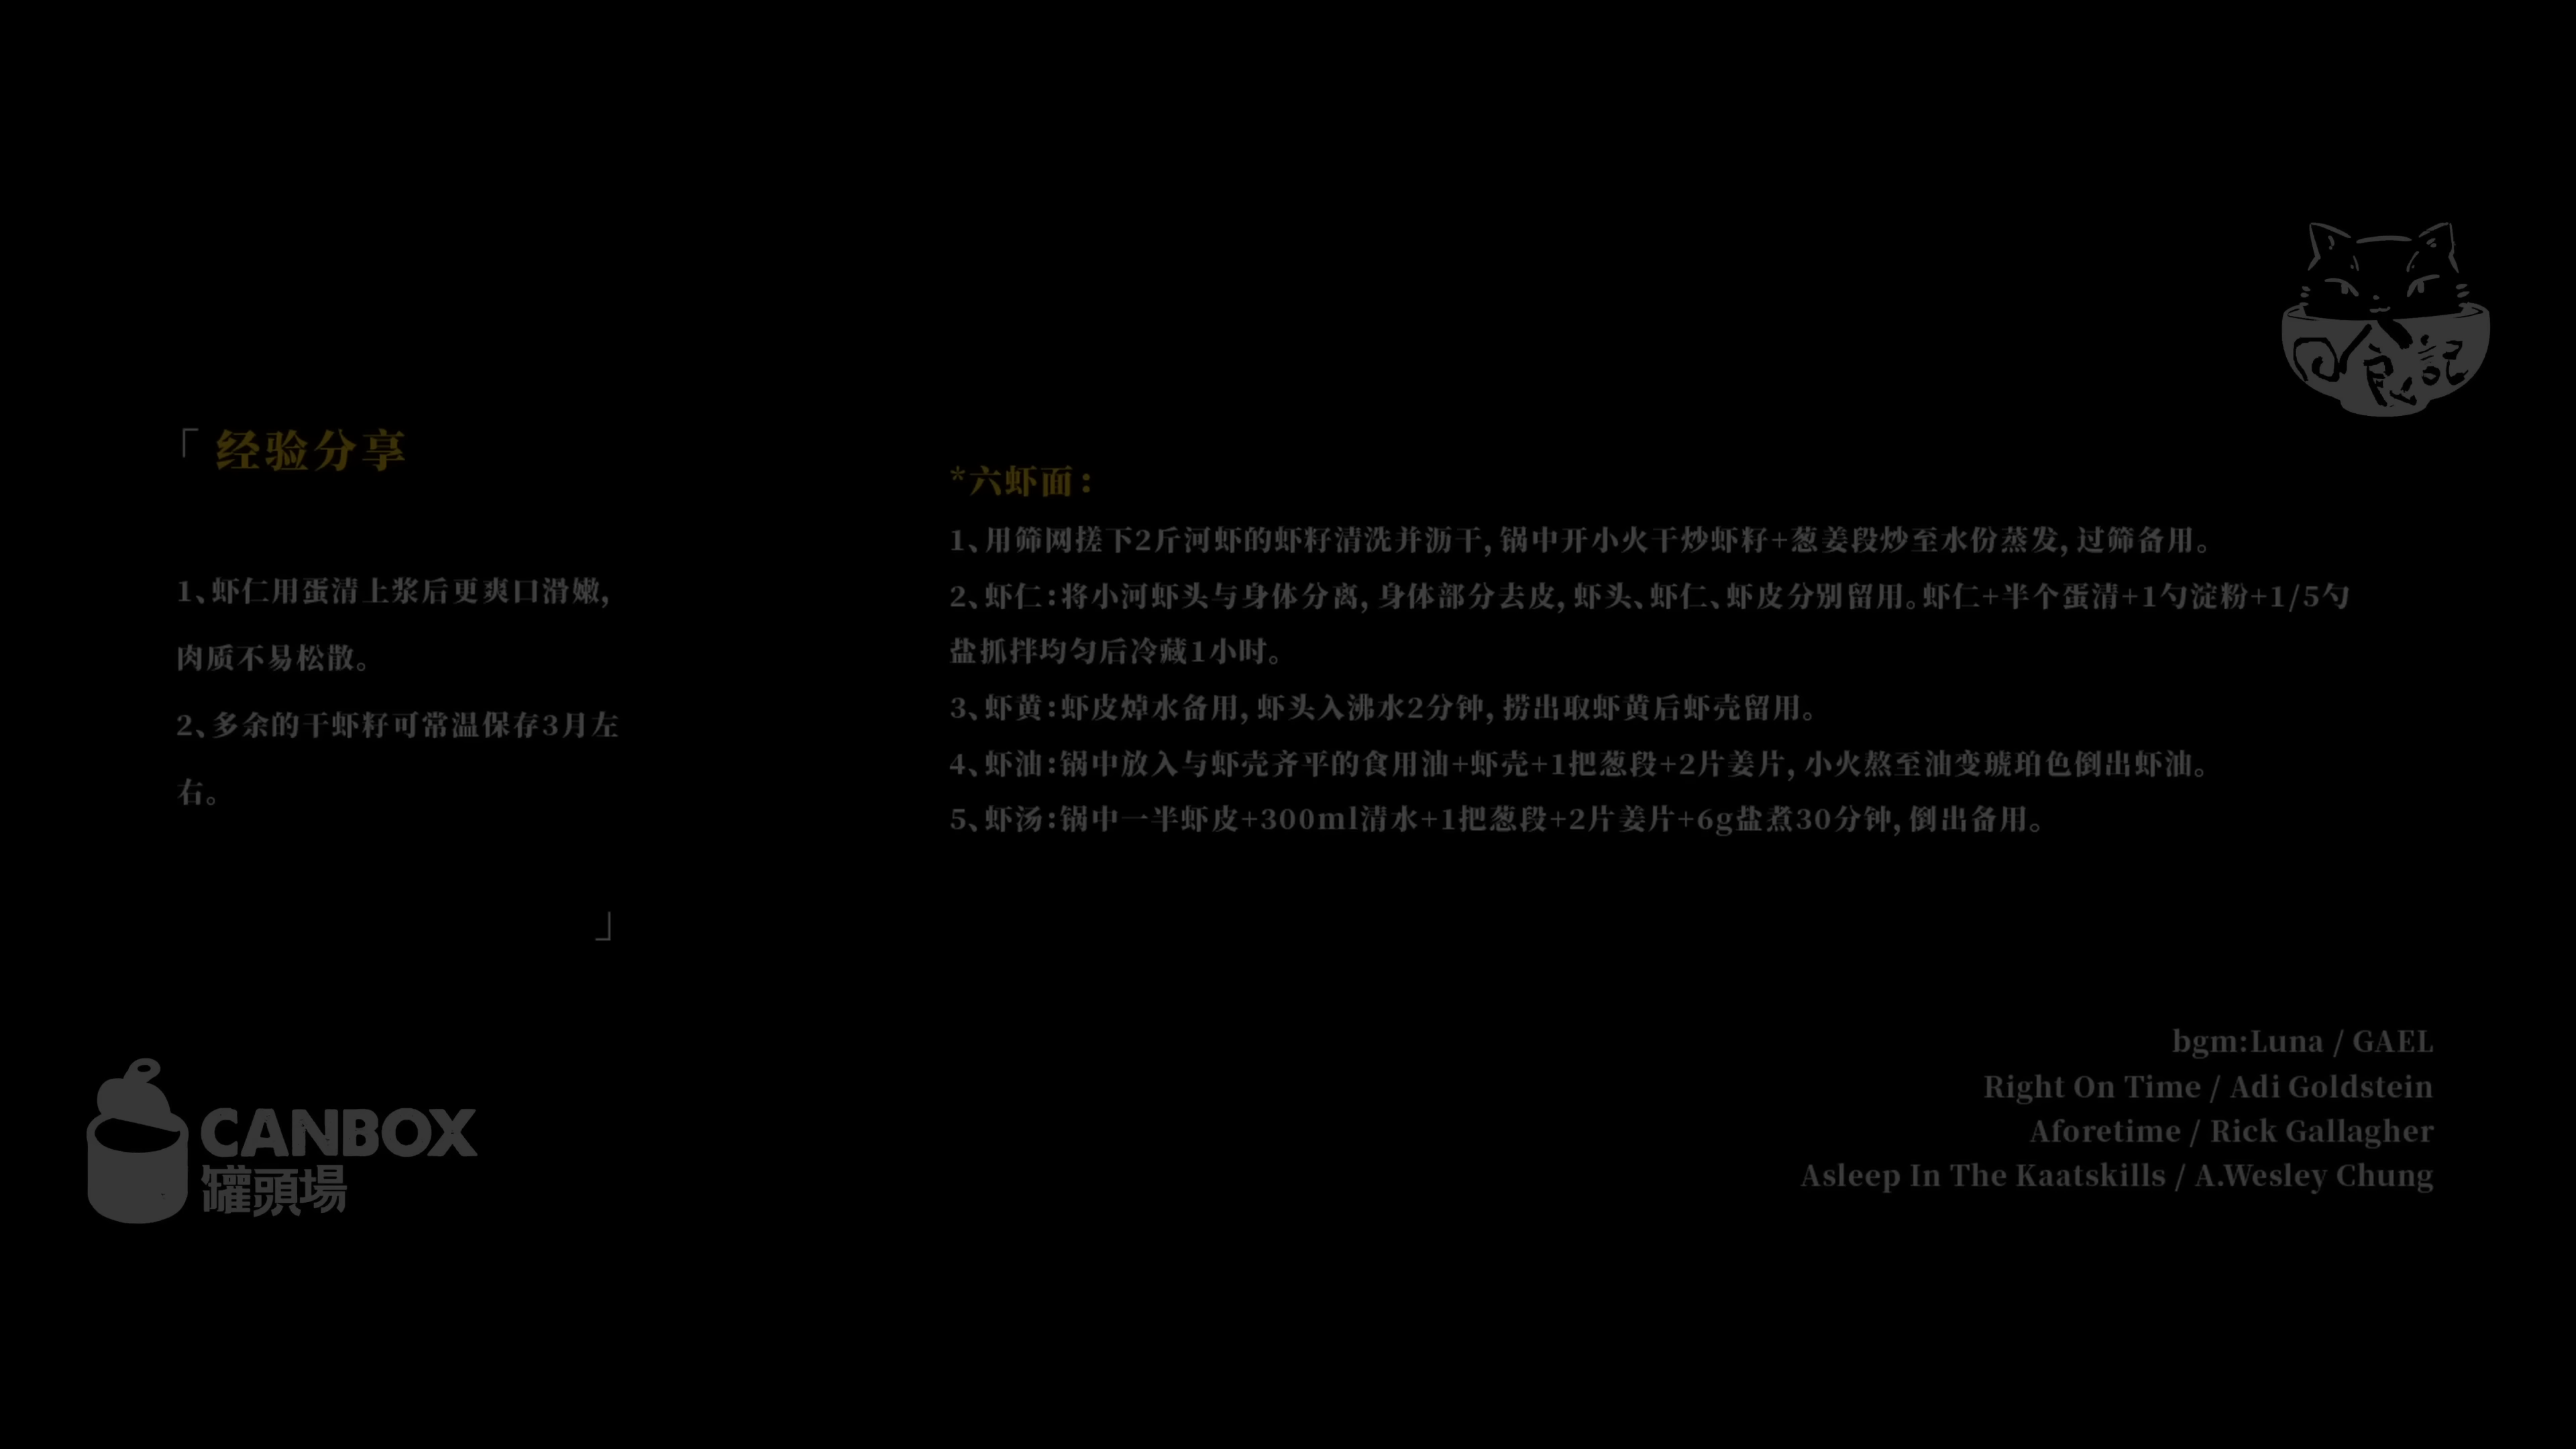 「 经验分享
1、虾仁用蛋清上浆后更爽口滑嫩,
肉质不易松散。
2、多余的干虾籽可常温保存3月左
右。
」
*六虾面:
1、用筛网搓下2斤河虾的虾籽清洗并沥干,锅中开小火干炒虾籽+葱姜段炒至水份蒸发,过筛备用。
2、虾仁:将小河虾头与身体分离,身体部分去皮,虾头、虾仁、虾皮分别留用。虾仁+半个蛋清+1勺淀粉+1/5勺
盐抓拌均匀后冷藏1小时。
3、虾黄:虾皮焯水备用,虾头入沸水2分钟,捞出取虾黄后虾壳留用。
4、虾油:锅中放入与虾壳齐平的食用油+虾壳+1把葱段+2片姜片,小火熬至油变琥珀色倒出虾油。
5、虾汤:锅中一半虾皮+300ml清水+1把葱段+2片姜片+6g盐煮30分钟,倒出备用。
日食記
bgm:Luna / GAEL
Right On Time / Adi Goldstein
Aforetime / Rick Gallagher
Asleep In The Kaatskills / A.Wesley Chung
CANBOX
罐頭場